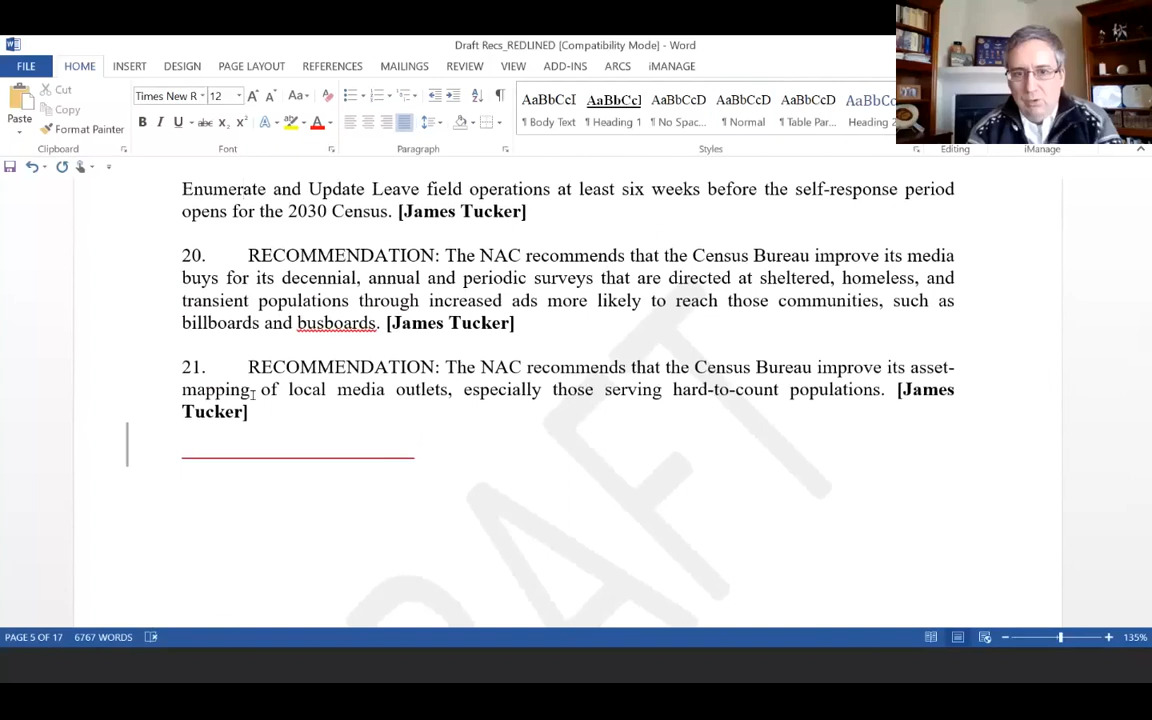 Draft Recs_REDLINED [Compatibility Mode] - Word
FILE HOME INSERT DESIGN PAGE LAYOUT REFERENCES MAILINGS REVIEW VIEW ADD-INS ARCS iMANAGE
Paste
Cut
Copy
Format Painter
Clipboard
Times New R 12
Font
Paragraph
AaBbCcI AaBbCcI AaBbCcD AaBbCcD AaBbCcD AaBbCc
¶ Body Text ¶ Heading 1 ¶ No Spac... ¶ Normal ¶ Table Par... Heading 2
Styles
Editing
iManage
Enumerate and Update Leave field operations at least six weeks before the self-response period
opens for the 2030 Census. [James Tucker]
20. RECOMMENDATION: The NAC recommends that the Census Bureau improve its media
buys for its decennial, annual and periodic surveys that are directed at sheltered, homeless, and
transient populations through increased ads more likely to reach those communities, such as
billboards and busboards. [James Tucker]
21. RECOMMENDATION: The NAC recommends that the Census Bureau improve its asset-
mapping of local media outlets, especially those serving hard-to-count populations. [James
Tucker]
DRAFT
PAGE 5 OF 17 6767 WORDS
135%